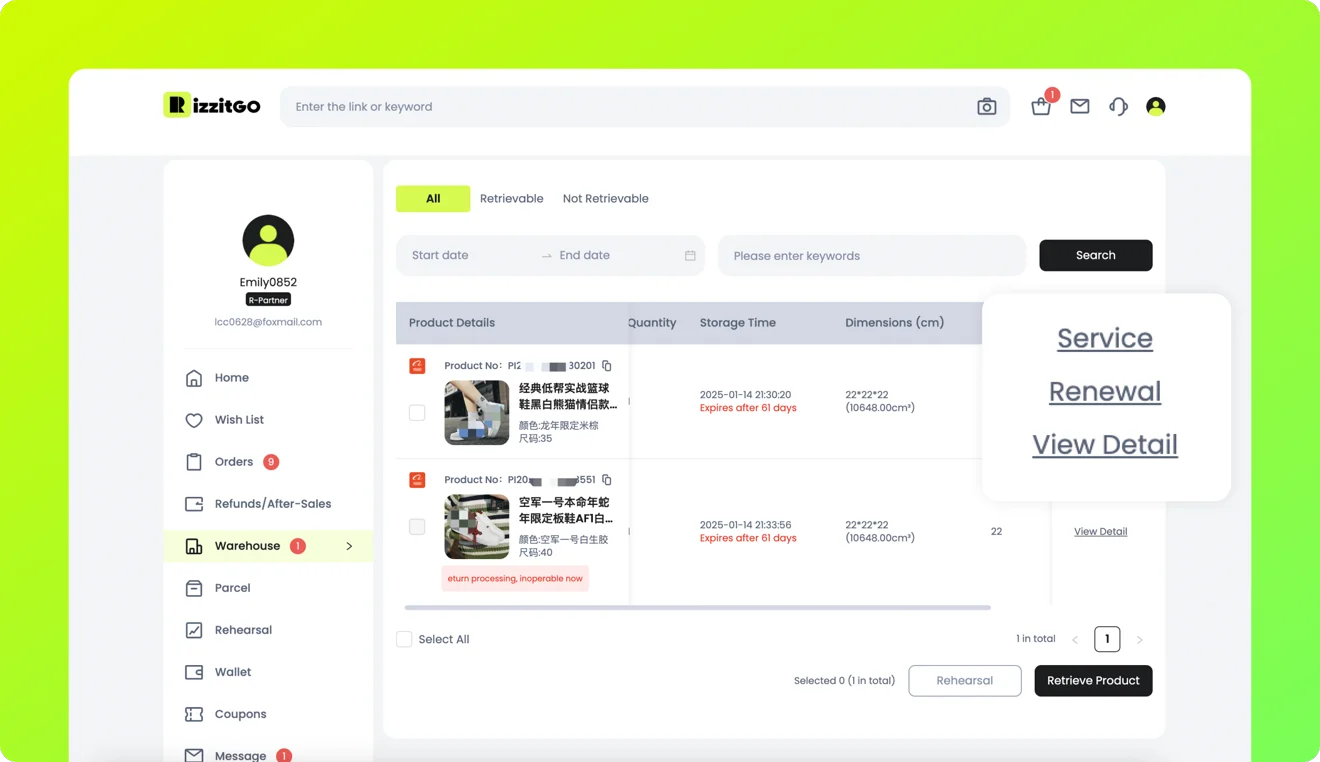 RizzitGO
Enter the link or keyword
1
Emily0852
R-Partner
lcc0628@foxmail.com
Home
Wish List
Orders 9
Refunds/After-Sales
Warehouse 1
Parcel
Rehearsal
Wallet
Coupons
Message 1
All Retrievable Not Retrievable
Start date → End date
Please enter keywords
Search
Product Details Quantity Storage Time Dimensions (cm)
Product No: PI2 30201
经典低帮实战篮球
鞋黑白熊猫情侣款...
颜色:龙年限定米棕
尺码:35
2025-01-14 21:30:20
Expires after 61 days
22*22*22
(10648.00cm³)
Service
Renewal
View Detail
Product No: PI20 3551
空军一号本命年蛇
年限定板鞋AF1白...
颜色:空军一号白生胶
尺码:40
eturn processing, inoperable now
2025-01-14 21:33:56
Expires after 61 days
22*22*22
(10648.00cm³)
22
View Detail
Select All
1 in total < 1 >
Selected 0 (1 in total)
Rehearsal
Retrieve Product